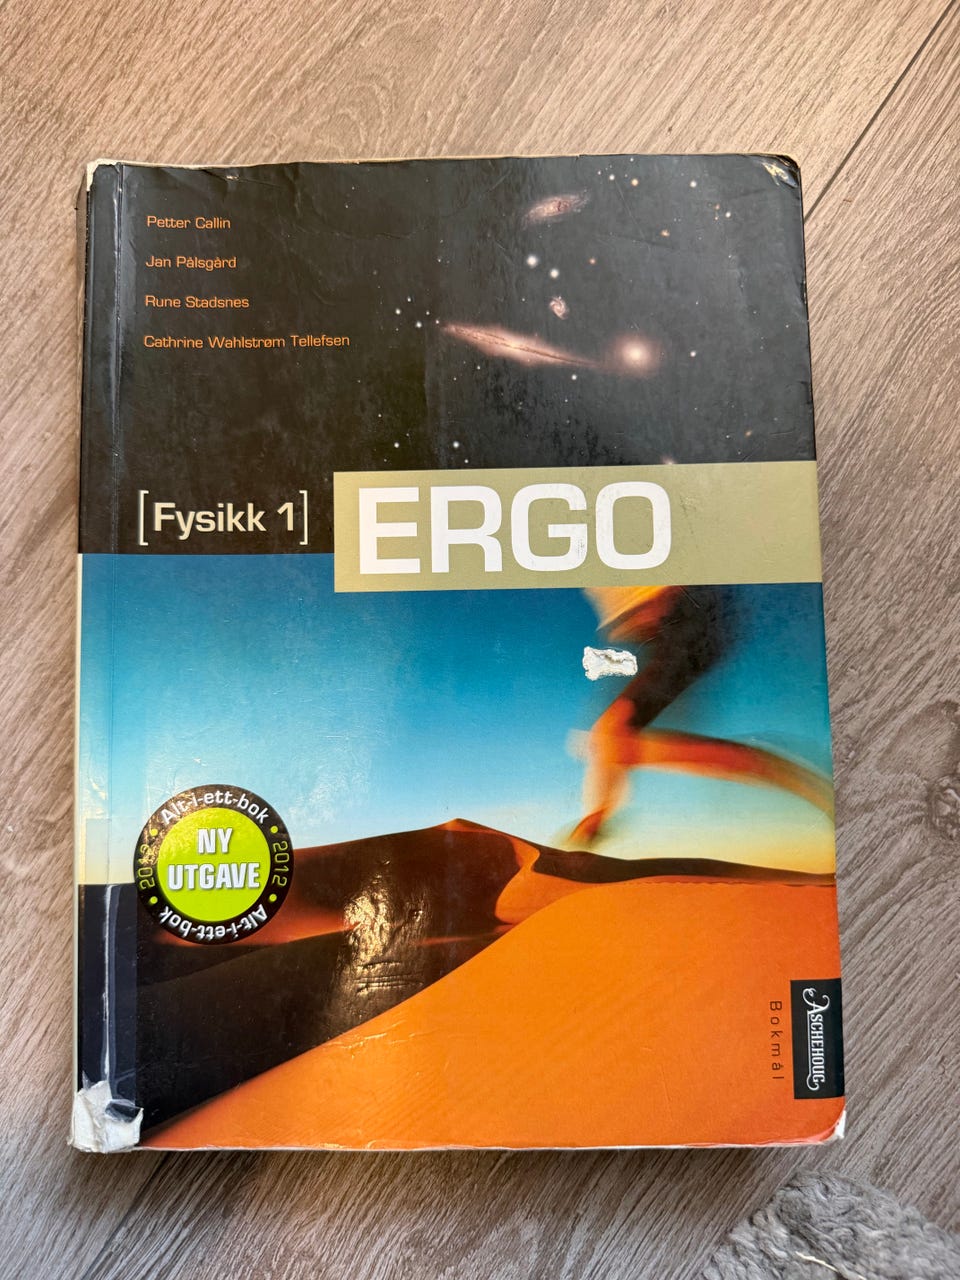 Petter Callin
Jan Pålsgård
Rune Stadsnes
Cathrine Wahlstrøm Tellefsen
[Fysikk 1]
ERGO
Alt-i-ett-bok
2012
NY
UTGAVE
2012
Alt-i-ett-bok
Bokmål
ASCHEHOUG